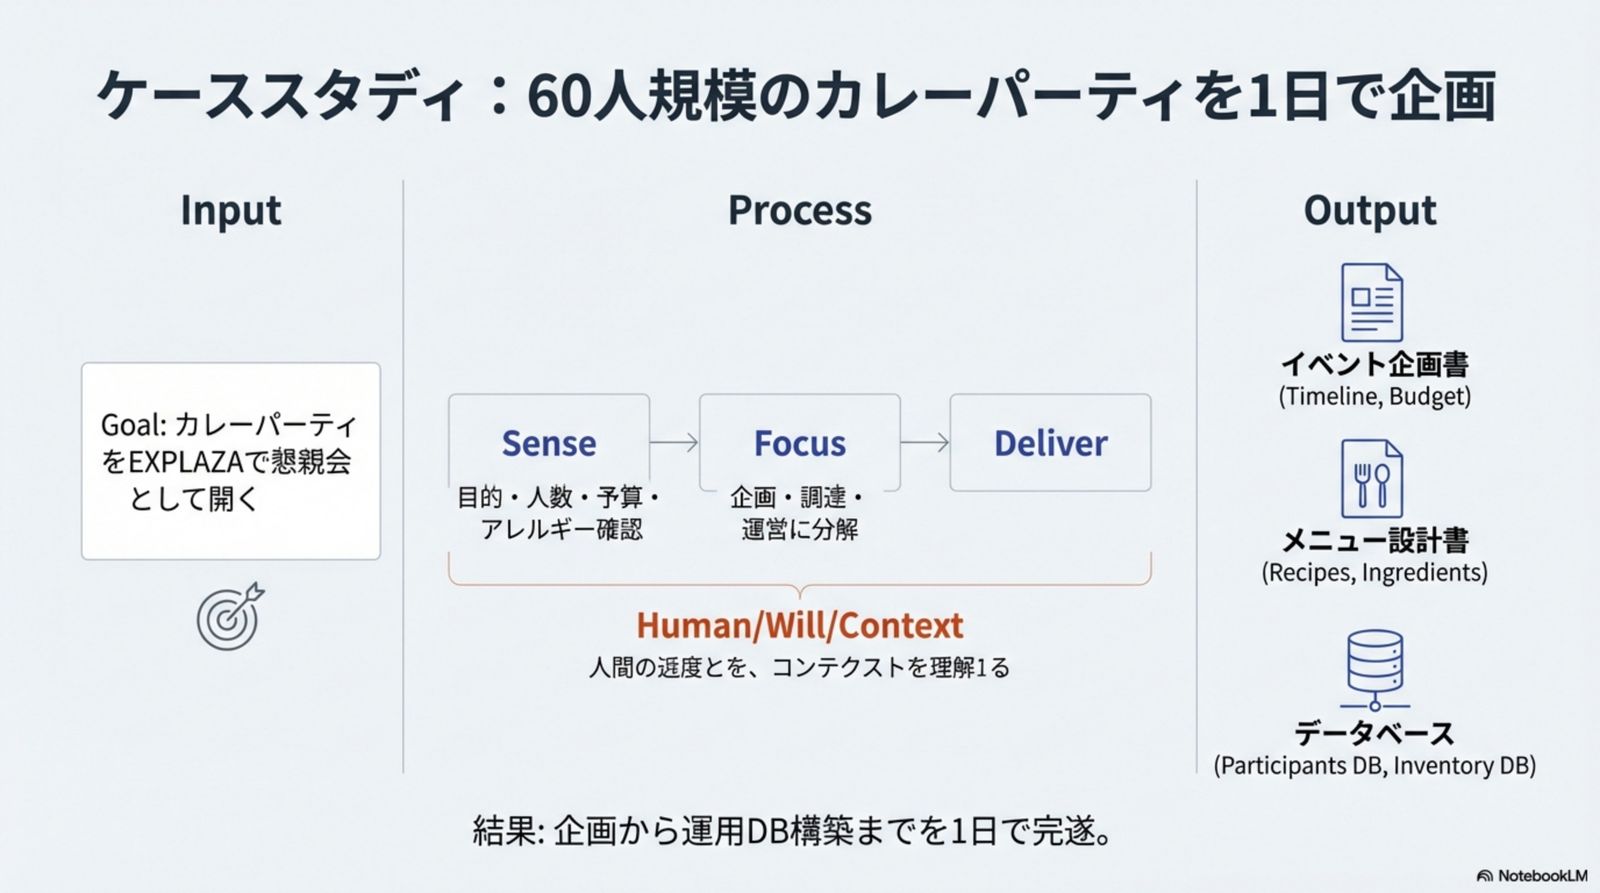 ケーススタディ：60人規模のカレーパーティを1日で企画
Input
Goal: カレーパーティ
をEXPLAZAで懇親会
として開く
Process
Sense
Focus
Deliver
目的・人数・予算・
アレルギー確認
企画・調達・
運営に分解
Human/Will/Context
人間の逛度とを、コンテクストを理解1る
Output
イベント企画書
(Timeline, Budget)
メニュー設計書
(Recipes, Ingredients)
データベース
(Participants DB, Inventory DB)
結果: 企画から運用DB構築までを1日で完遂。
NotebookLM